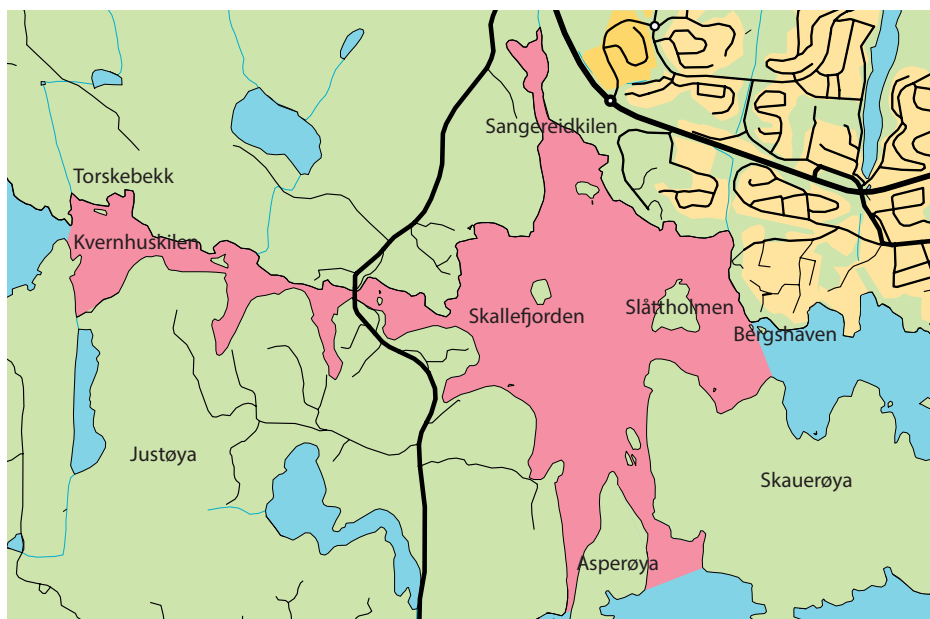 Sangereidkilen
Torskebekk
Kvernhuskilen
Skallefjorden
Slåttholmen
Bergshaven
Justøya
Skauerøya
Asperøya